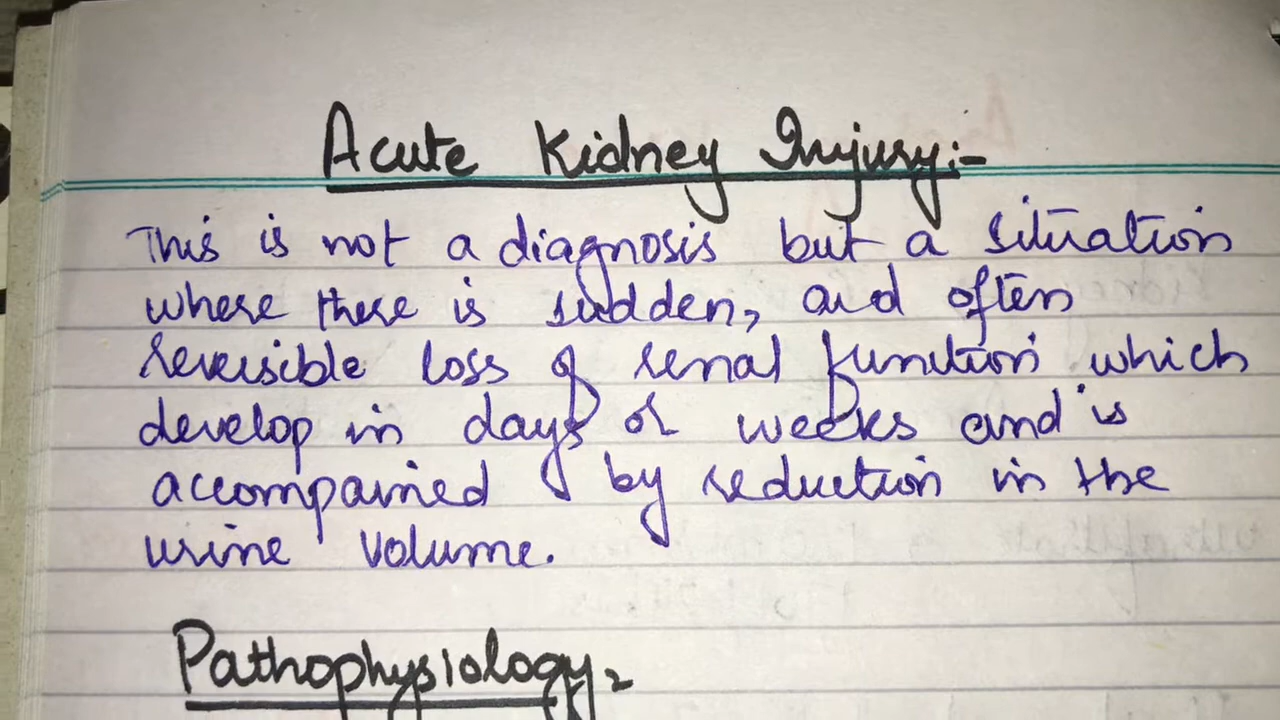 Acute Kidney Injury:-
This is not a diagnosis but a situation
where there is sudden, and often
reversible loss of renal function which
develop in days or weeks and is
accompained by reduction in the
urine volume.
Pathophysiology,